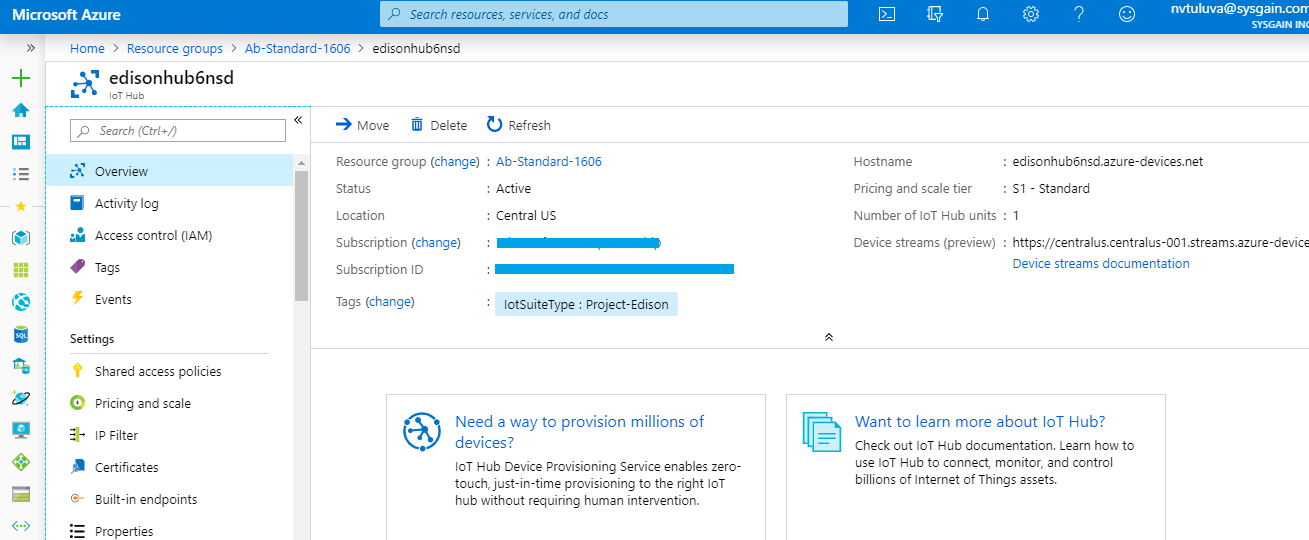 Microsoft Azure
Search resources, services, and docs
nvtuluva@sysgain.com
SYSGAIN INC
Home > Resource groups > Ab-Standard-1606 > edisonhub6nsd
edisonhub6nsd
IoT Hub
Search (Ctrl+/)
Overview
Activity log
Access control (IAM)
Tags
Events
Settings
Shared access policies
Pricing and scale
IP Filter
Certificates
Built-in endpoints
Properties
Move Delete Refresh
Resource group (change) : Ab-Standard-1606
Status : Active
Location : Central US
Subscription (change) :
Subscription ID :
Tags (change) : IotSuiteType : Project-Edison
Hostname : edisonhub6nsd.azure-devices.net
Pricing and scale tier : S1 - Standard
Number of IoT Hub units : 1
Device streams (preview) : https://centralus.centralus-001.streams.azure-device
Device streams documentation
Need a way to provision millions of
devices?
IoT Hub Device Provisioning Service enables zero-
touch, just-in-time provisioning to the right IoT
hub without requiring human intervention.
Want to learn more about IoT Hub?
Check out IoT Hub documentation. Learn how to
use IoT Hub to connect, monitor, and control
billions of Internet of Things assets.